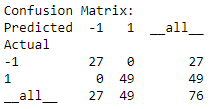 Confusion Matrix:
Predicted  -1  1  __all__
Actual
-1  27  0  27
1  0  49  49
__all__  27  49  76